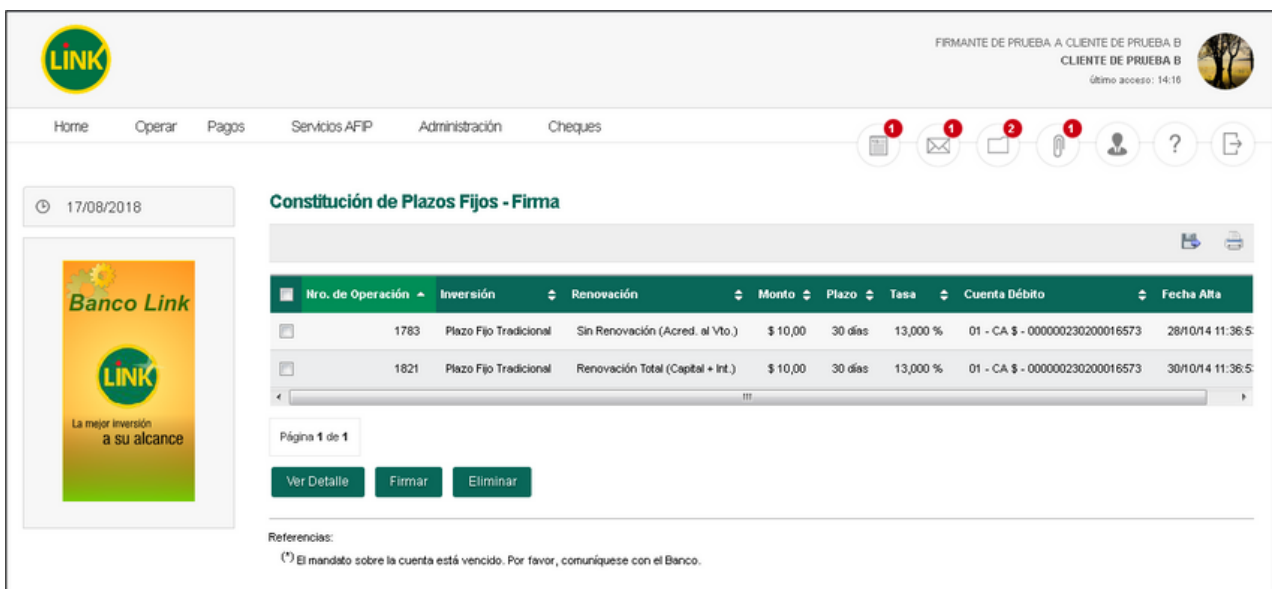 LINK
FIRMANTE DE PRUEBA A CLIENTE DE PRUEBA B
CLIENTE DE PRUEBA B
último acceso: 14:16
Home Operar Pagos Servicios AFIP Administración Cheques
1 1 2 1 ?
17/08/2018
Constitución de Plazos Fijos - Firma
Banco Link
LINK
La mejor inversión
a su alcance
Nro. de Operación Inversión Renovación Monto Plazo Tasa Cuenta Débito Fecha Alta
1783 Plazo Fijo Tradicional Sin Renovación (Acred. al Vto.) $ 10,00 30 días 13,000 % 01 - CA $ - 000000230200016573 28/10/14 11:36:5
1821 Plazo Fijo Tradicional Renovación Total (Capital + Int.) $ 10,00 30 días 13,000 % 01 - CA $ - 000000230200016573 30/10/14 11:36:5
Página 1 de 1
Ver Detalle Firmar Eliminar
Referencias:
(*) El mandato sobre la cuenta está vencido. Por favor, comuníquese con el Banco.